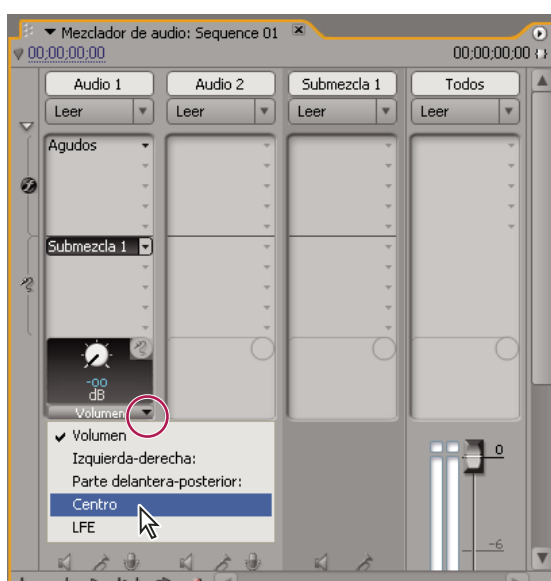 Mezclador de audio: Sequence 01
00;00;00;00
00;00;00;00
Audio 1
Audio 2
Submezcla 1
Todos
Leer
Leer
Leer
Leer
Agudos
Submezcla 1
-oo
dB
Volumen
Volumen
Izquierda-derecha:
Parte delantera-posterior:
Centro
LFE
0
-6